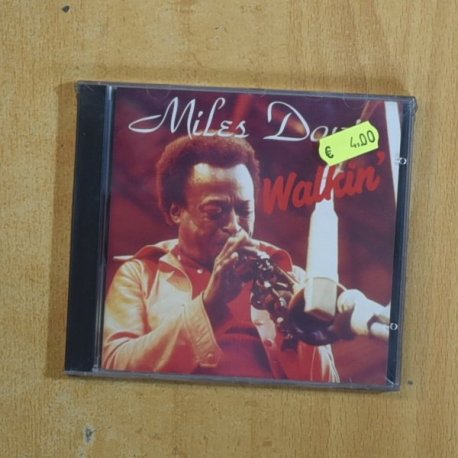 Miles
€ 4,00
Walkin'